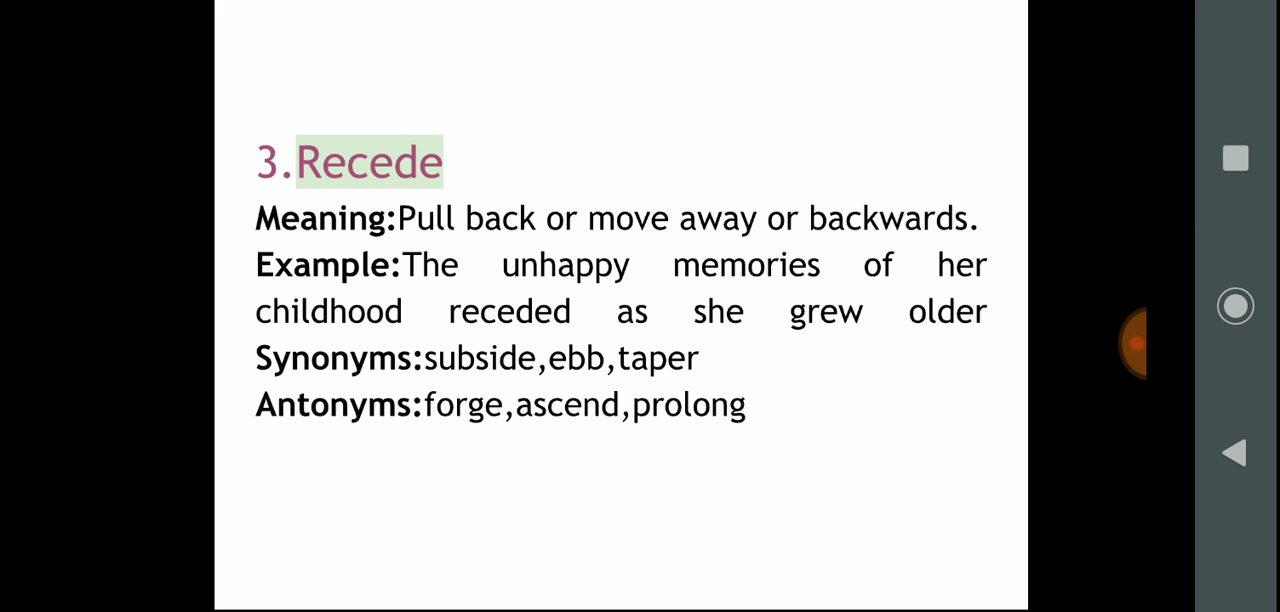 3.Recede
Meaning:Pull back or move away or backwards.
Example:The unhappy memories of her
childhood receded as she grew older
Synonyms:subside,ebb,taper
Antonyms:forge,ascend,prolong